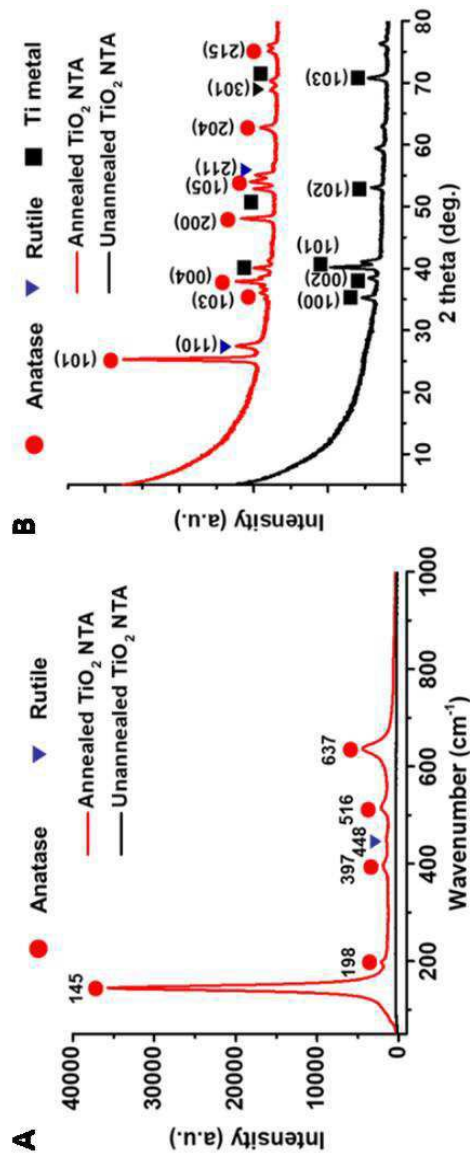 A
Anatase
Rutile
Annealed TiO₂ NTA
Unannealed TiO₂ NTA
145
198
397
448
516
637
40000
30000
20000
10000
0
Intensity (a.u.)
200
400
600
800
1000
Wavenumber (cm⁻¹)
B
Anatase
Rutile
Ti metal
Annealed TiO₂ NTA
Unannealed TiO₂ NTA
(101)
(110)
(103)
(004)
(200)
(105)
(211)
(204)
(301)
(215)
(100)
(002)
(101)
(102)
(103)
Intensity (a.u.)
10
20
30
40
50
60
70
80
2 theta (deg.)